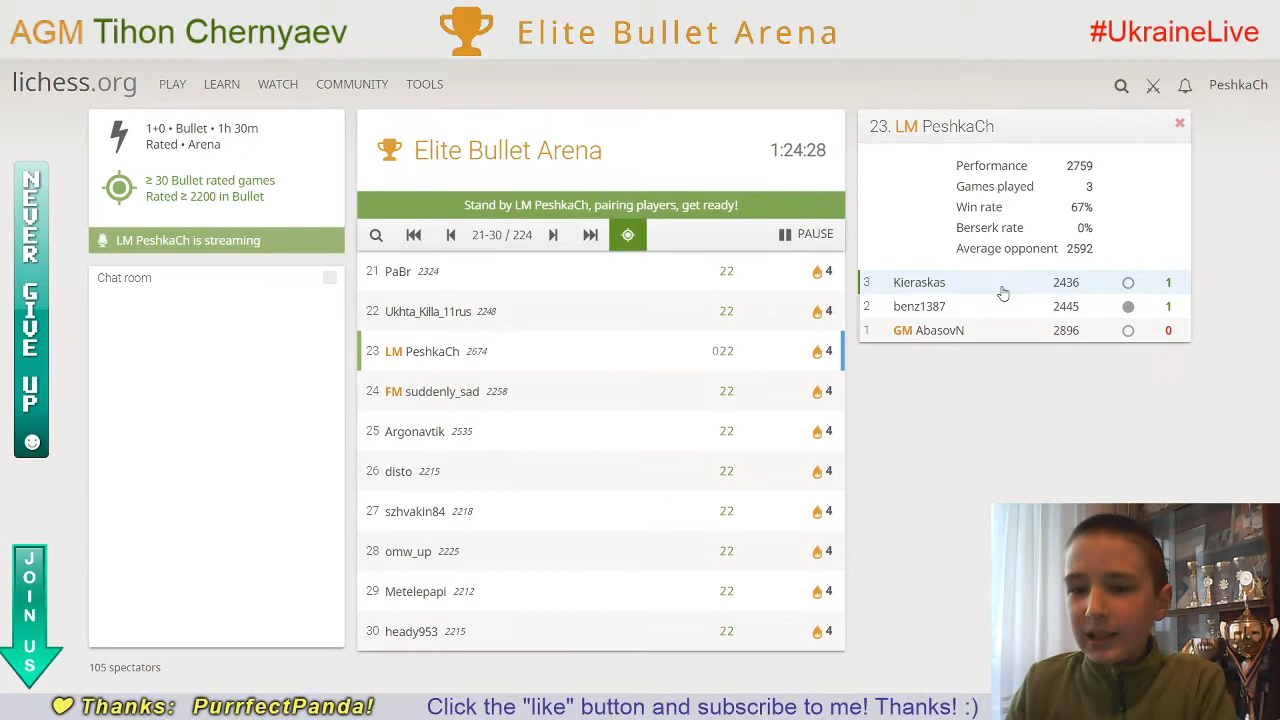 AGM Tihon Chernyaev
Elite Bullet Arena
#UkraineLive
lichess.org
PLAY
LEARN
WATCH
COMMUNITY
TOOLS
PeshkaCh
1+0 • Bullet • 1h 30m
Rated • Arena
≥ 30 Bullet rated games
Rated ≥ 2200 in Bullet
LM PeshkaCh is streaming
Chat room
105 spectators
NEVER GIVE UP
JOIN US
Elite Bullet Arena
1:24:28
Stand by LM PeshkaCh, pairing players, get ready!
21-30 / 224
PAUSE
21 PaBr 2324 22 4
22 Ukhta_Killa_11rus 2248 22 4
23 LM PeshkaCh 2674 022 4
24 FM suddenly_sad 2258 22 4
25 Argonavtik 2535 22 4
26 disto 2215 22 4
27 szhvakin84 2218 22 4
28 omw_up 2225 22 4
29 Metelepapi 2212 22 4
30 heady953 2215 22 4
23. LM PeshkaCh
Performance 2759
Games played 3
Win rate 67%
Berserk rate 0%
Average opponent 2592
3 Kieraskas 2436 1
2 benz1387 2445 1
1 GM AbasovN 2896 0
Thanks: PurrfectPanda!
Click the "like" button and subscribe to me! Thanks! :)